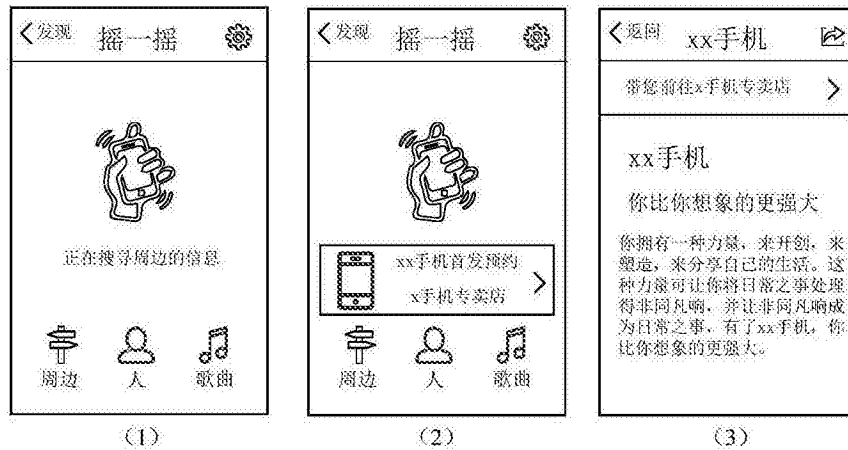 发现 摇一摇
正在搜寻周边的信息
周边 人 歌曲
(1)
发现 摇一摇
xx手机首发预约
x手机专卖店
周边 人 歌曲
(2)
返回 xx手机
带您前往x手机专卖店
xx手机
你比你想象的更强大
你拥有一种力量，来开创，来
塑造，来分享自己的生活。这
种力量可让你将日常之事处理
得非同凡响，并让非同凡响成
为日常之事，有了xx手机，你
比你想象的更强大。
(3)